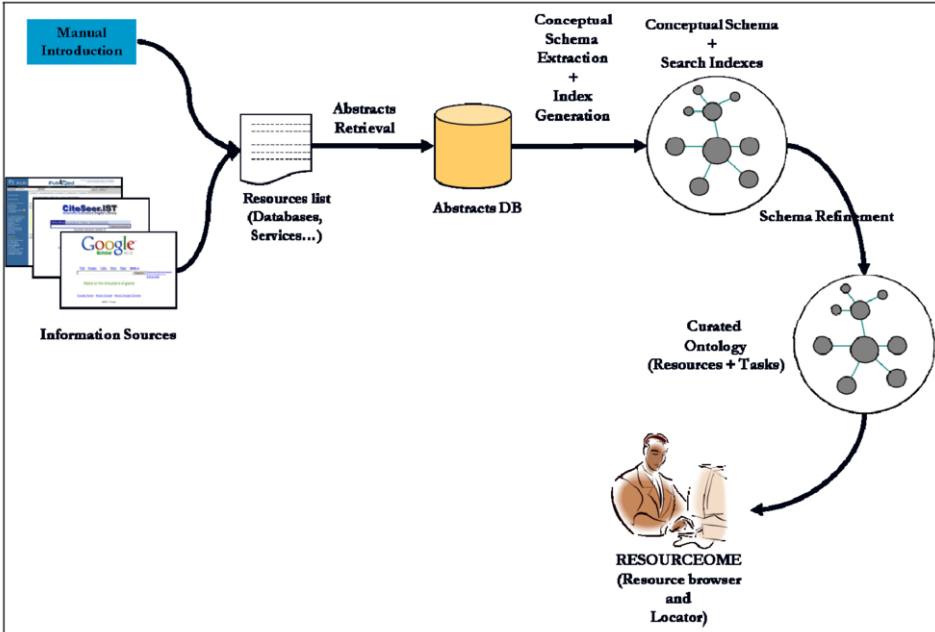 Manual
Introduction
Conceptual
Schema
Extraction
+
Index
Generation
Conceptual Schema
+
Search Indexes
Abstracts
Retrieval
Resources list
(Databases,
Services...)
Abstracts DB
Schema Refinement
PubMed
CiteSeer.IST
Google
Information Sources
Curated
Ontology
(Resources + Tasks)
RESOURCEOME
(Resource browser
and
Locator)